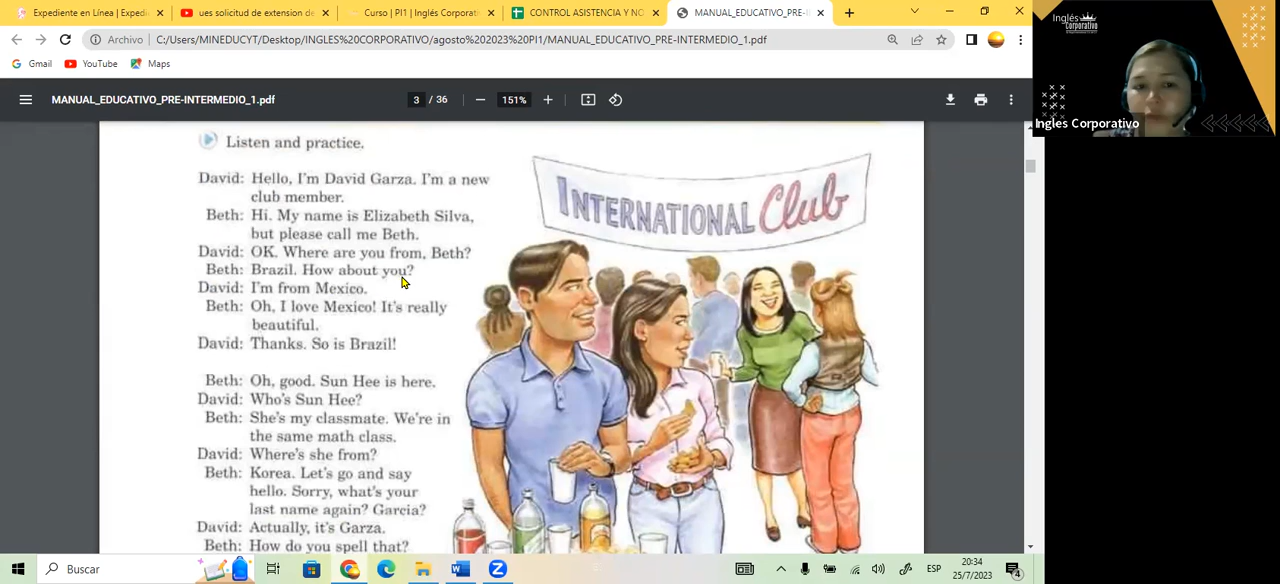 Expediente en Línea | Expedi
ues solicitud de extension de
Curso | PI1 | Inglés Corporati
CONTROL ASISTENCIA Y NO
MANUAL_EDUCATIVO_PRE-I
Archivo
C:/Users/MINEDUCYT/Desktop/INGLES%20CORPORATIVO/agosto%202023%20PI1/MANUAL_EDUCATIVO_PRE-INTERMEDIO_1.pdf
Gmail
YouTube
Maps
MANUAL_EDUCATIVO_PRE-INTERMEDIO_1.pdf
3 / 36
151%
Inglés
Corporativo
Ingles Corporativo
Listen and practice.
INTERNATIONAL Club
David: Hello, I'm David Garza. I'm a new
club member.
Beth: Hi. My name is Elizabeth Silva,
but please call me Beth.
David: OK. Where are you from, Beth?
Beth: Brazil. How about you?
David: I'm from Mexico.
Beth: Oh, I love Mexico! It's really
beautiful.
David: Thanks. So is Brazil!
Beth: Oh, good. Sun Hee is here.
David: Who's Sun Hee?
Beth: She's my classmate. We're in
the same math class.
David: Where's she from?
Beth: Korea. Let's go and say
hello. Sorry, what's your
last name again? Garcia?
David: Actually, it's Garza.
Beth: How do you spell that?
Buscar
ESP
20:34
25/7/2023
4